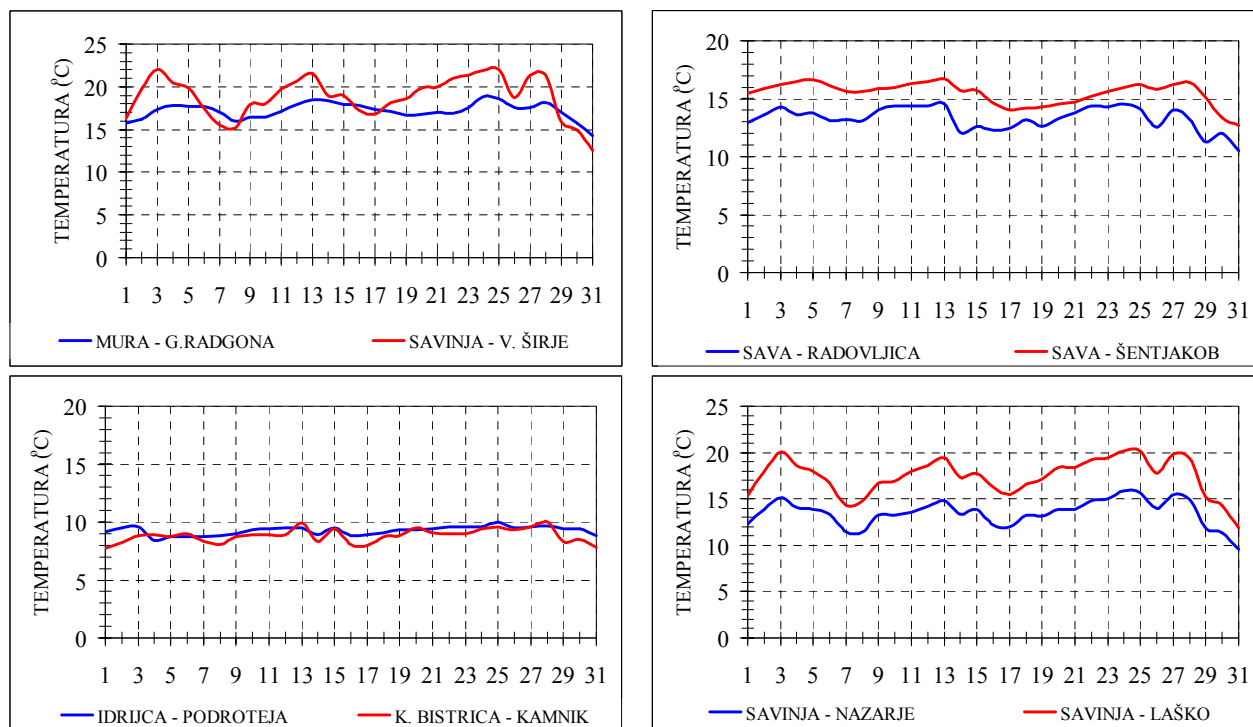 TEMPERATURA (ºC)
25
20
15
10
5
0
1 3 5 7 9 11 13 15 17 19 21 23 25 27 29 31
MURA - G.RADGONA SAVINJA - V. ŠIRJE
TEMPERATURA (ºC)
20
15
10
5
0
1 3 5 7 9 11 13 15 17 19 21 23 25 27 29 31
SAVA - RADOVLJICA SAVA - ŠENTJAKOB
TEMPERATURA (ºC)
20
15
10
5
0
1 3 5 7 9 11 13 15 17 19 21 23 25 27 29 31
IDRIJCA - PODROTEJA K. BISTRICA - KAMNIK
TEMPERATURA (ºC)
25
20
15
10
5
0
1 3 5 7 9 11 13 15 17 19 21 23 25 27 29 31
SAVINJA - NAZARJE SAVINJA - LAŠKO